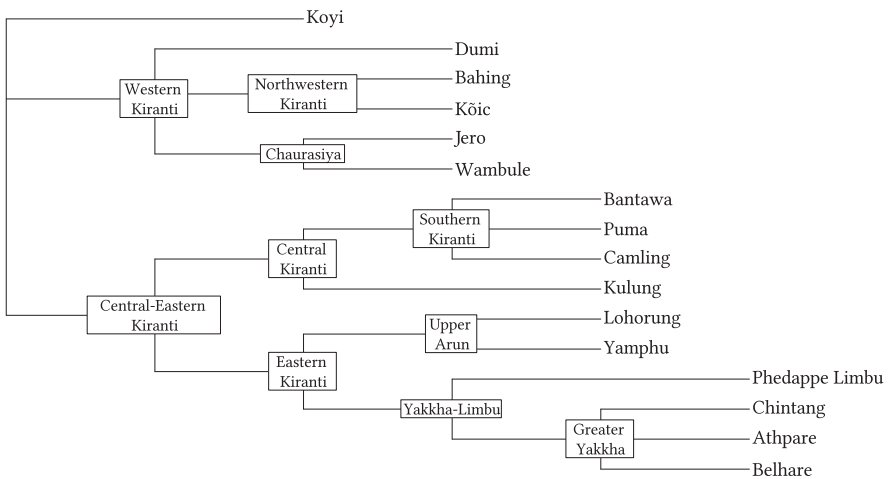 Koyi
Dumi
Western
Kiranti
Northwestern
Kiranti
Bahing
Kõic
Chaurasiya
Jero
Wambule
Central-Eastern
Kiranti
Central
Kiranti
Southern
Kiranti
Bantawa
Puma
Camling
Kulung
Eastern
Kiranti
Upper
Arun
Lohorung
Yamphu
Yakkha-Limbu
Phedappe Limbu
Greater
Yakkha
Chintang
Athpare
Belhare